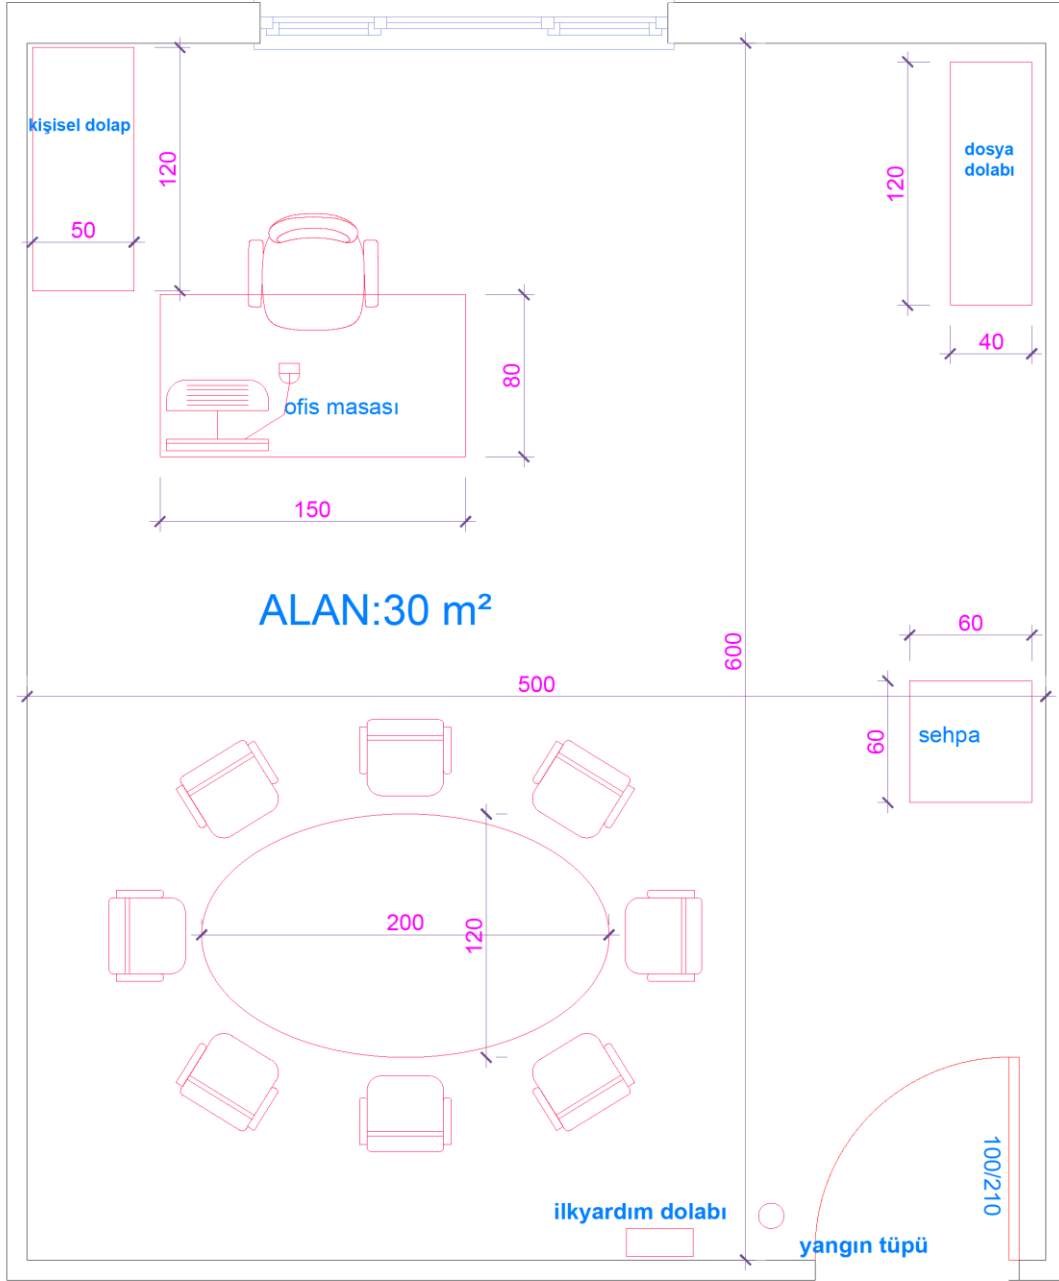 kişisel dolap
120
50
dosya
dolabı
120
40
80
ofis masası
150
ALAN:30 m²
600
60
500
60
sehpa
200
120
100/210
ilkyardım dolabı
yangın tüpü